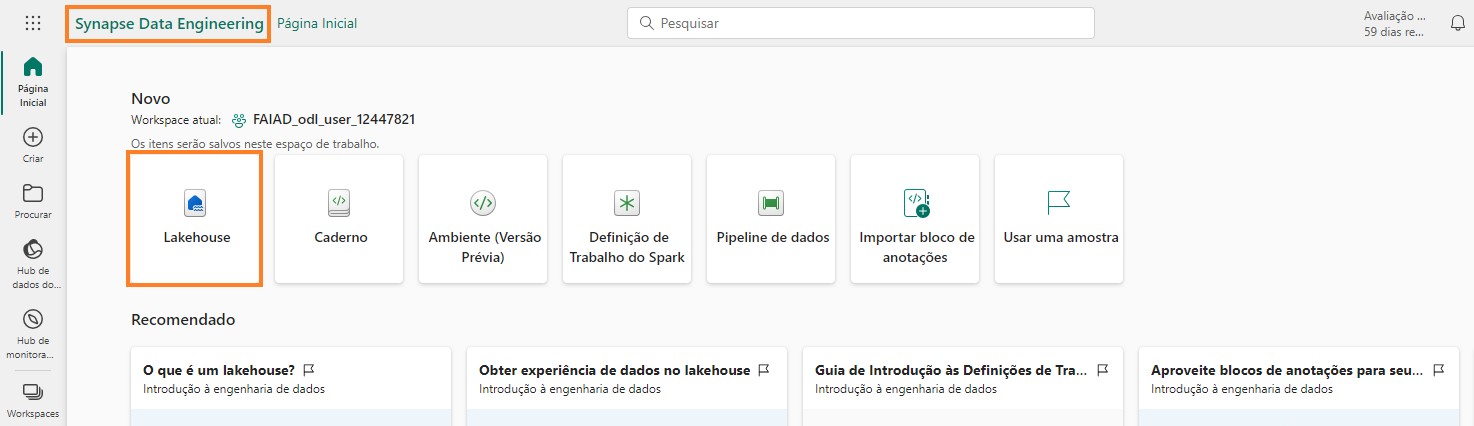 Synapse Data Engineering Página Inicial
Pesquisar
Avaliação ...
59 dias re...
Página
Inicial
Criar
Procurar
Hub de
dados do...
Hub de
monitora...
Workspaces
Novo
Workspace atual: FAIAD_odl_user_12447821
Os itens serão salvos neste espaço de trabalho.
Lakehouse
Caderno
Ambiente (Versão
Prévia)
Definição de
Trabalho do Spark
Pipeline de dados
Importar bloco de
anotações
Usar uma amostra
Recomendado
O que é um lakehouse?
Introdução à engenharia de dados
Obter experiência de dados no lakehouse
Introdução à engenharia de dados
Guia de Introdução às Definições de Tra...
Introdução à engenharia de dados
Aproveite blocos de anotações para seu...
Introdução à engenharia de dados